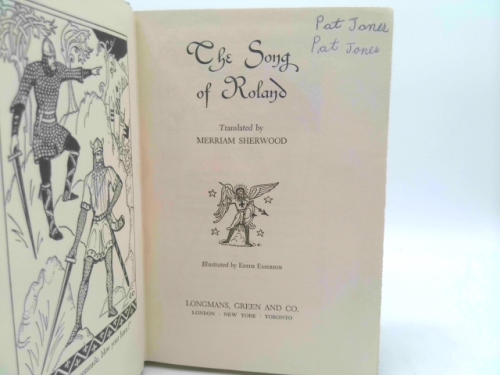 Pat Jones
Pat Jones
The Song
of Roland
Translated by
MERRIAM SHERWOOD
Illustrated by EDITH EMERSON
LONGMANS, GREEN AND CO.
LONDON · NEW YORK · TORONTO